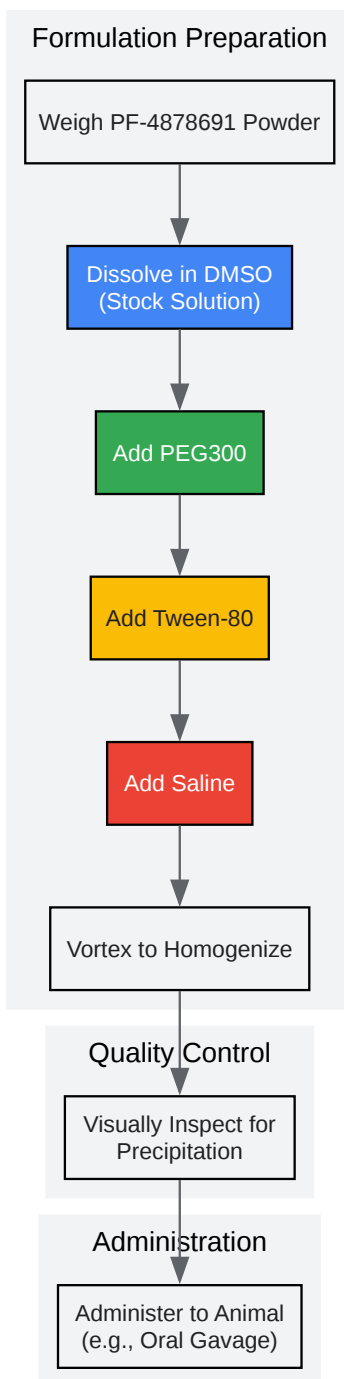 Formulation Preparation
Weigh PF-4878691 Powder
Dissolve in DMSO
(Stock Solution)
Add PEG300
Add Tween-80
Add Saline
Vortex to Homogenize
Quality Control
Visually Inspect for
Precipitation
Administration
Administer to Animal
(e.g., Oral Gavage)